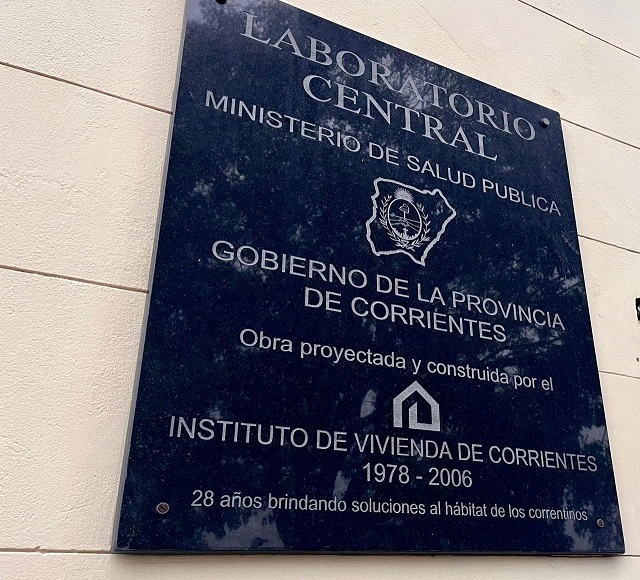 LABORATORIO
CENTRAL
MINISTERIO DE SALUD PUBLICA
GOBIERNO DE LA PROVINCIA
DE CORRIENTES
Obra proyectada y construida por el
INSTITUTO DE VIVIENDA DE CORRIENTES
1978 - 2006
28 años brindando soluciones al hábitat de los correntinos